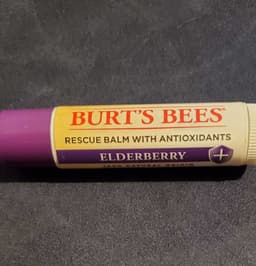 BURT'S BEES
RESCUE BALM WITH ANTIOXIDANTS
ELDERBERRY